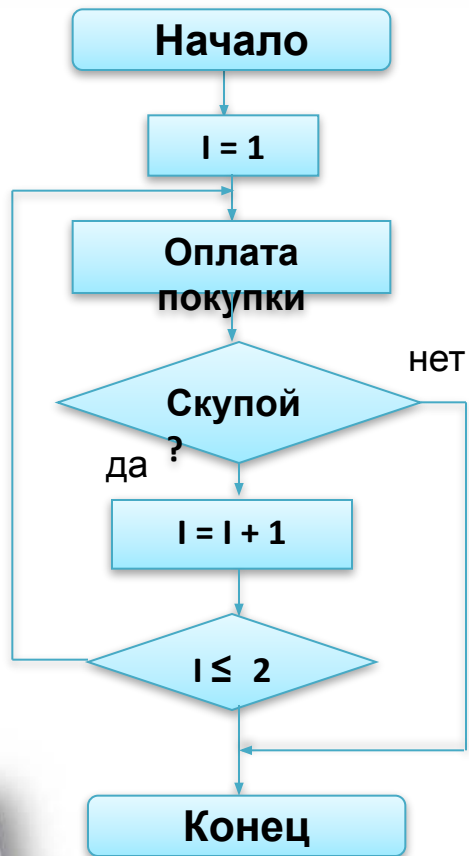 Начало
I = 1
Оплата
покупки
нет
Скупой
?
да
I = I + 1
I ≤ 2
Конец